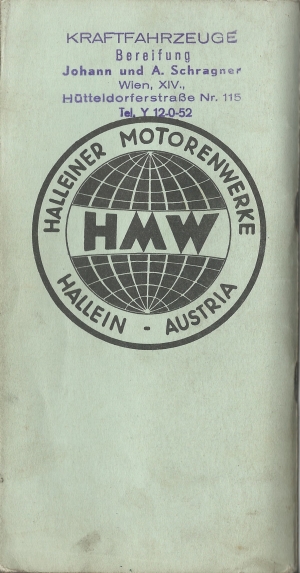 KRAFTFAHRZEUGE
Bereifung
Johann und A. Schragner
Wien, XIV.,
Hütteldorferstraße Nr. 115
Tel. Y 12-0-52
HALLEINER MOTORENWERKE
HMW
HALLEIN - AUSTRIA